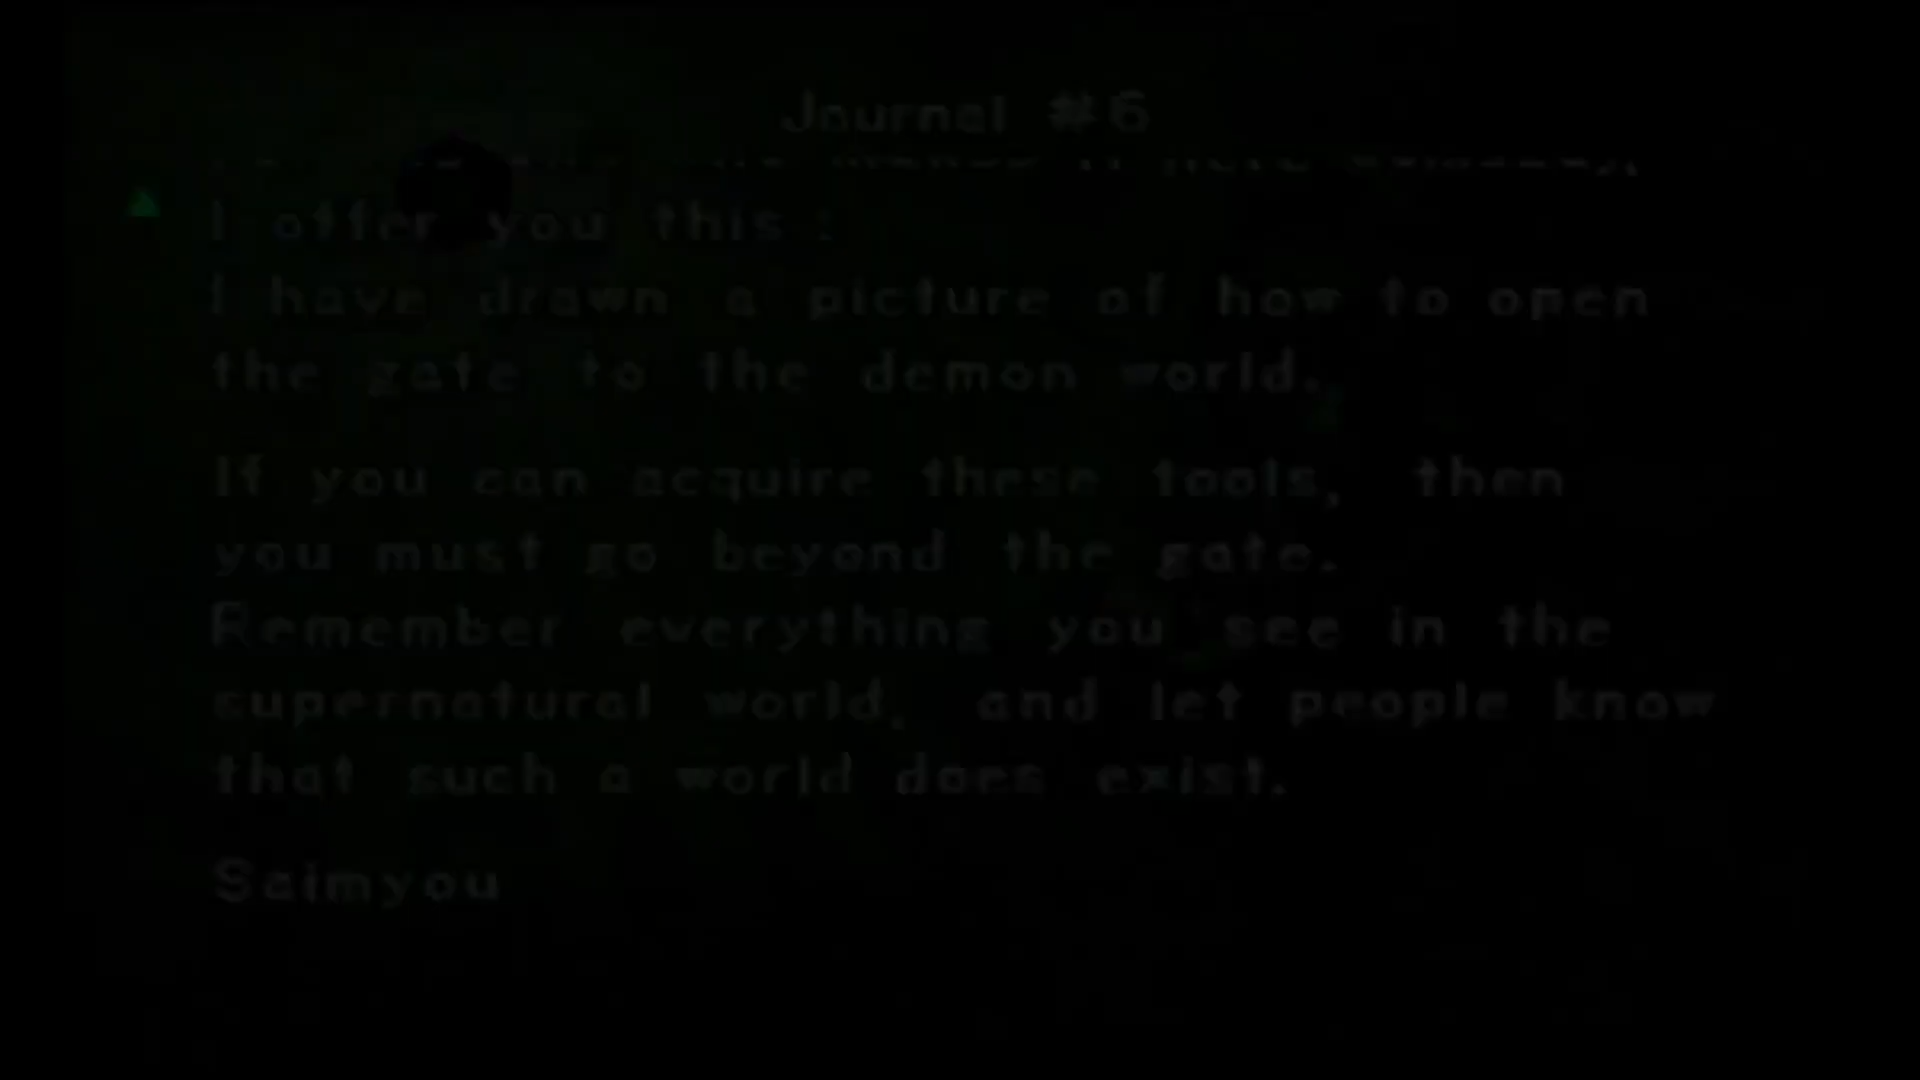 Journal #6
I offer you this:
I have drawn a picture of how to open
the gate to the demon world.
If you can acquire these tools, then
you must go beyond the gate.
Remember everything you see in the
supernatural world, and let people know
that such a world does exist.
Saimyou